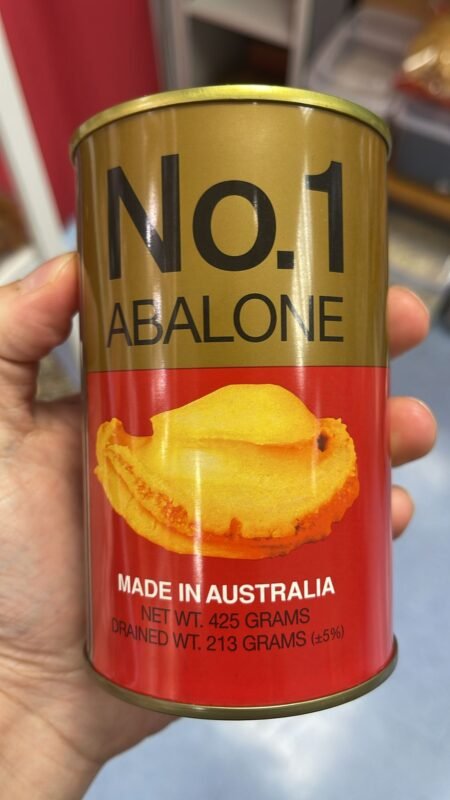 No.1
ABALONE
MADE IN AUSTRALIA
NET WT. 425 GRAMS
DRAINED WT. 213 GRAMS (±5%)